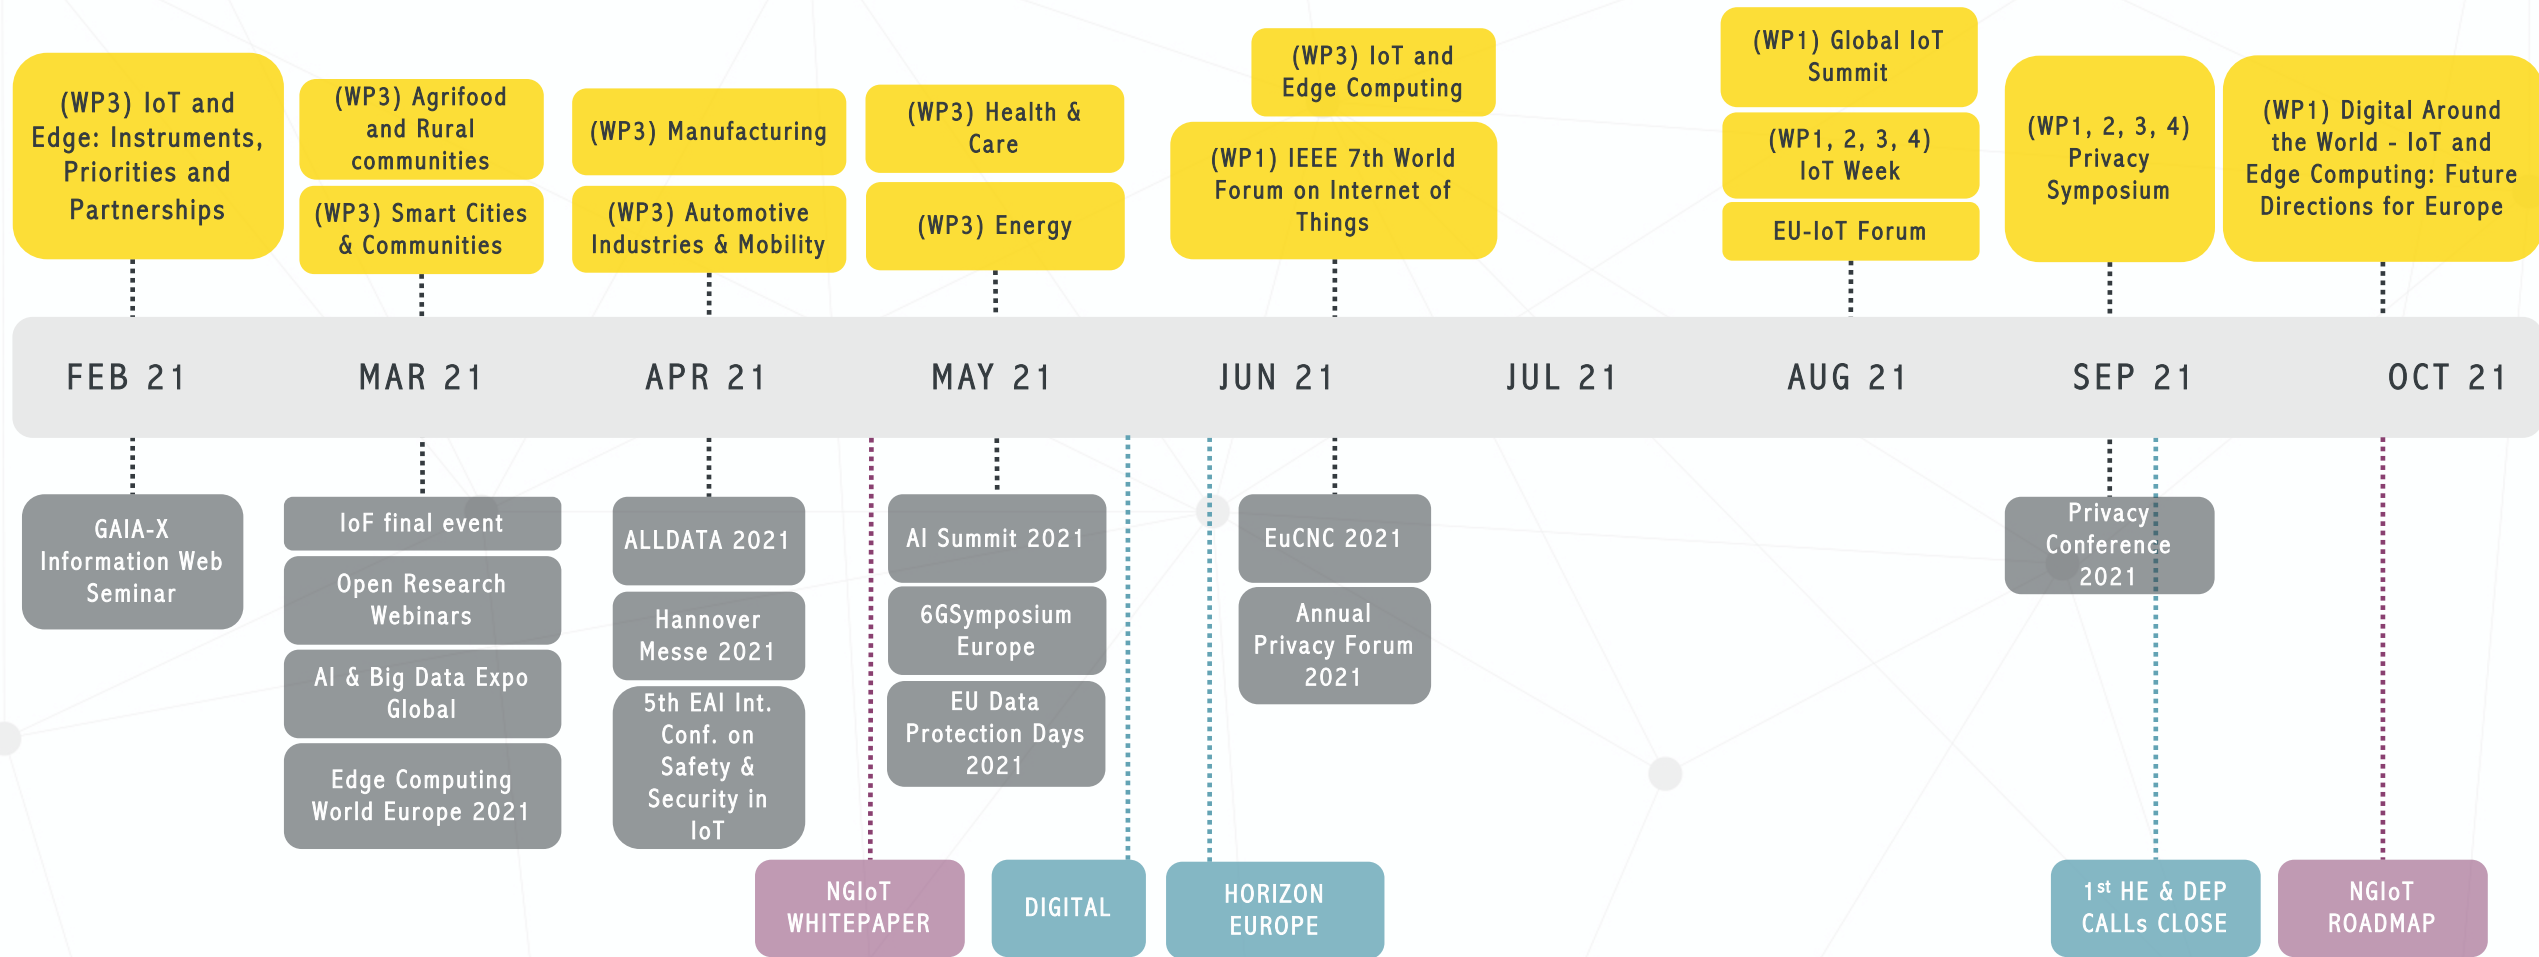 (WP3) IoT and
Edge: Instruments,
Priorities and
Partnerships
(WP3) Agrifood
and Rural
communities
(WP3) Smart Cities
& Communities
(WP3) Manufacturing
(WP3) Automotive
Industries & Mobility
(WP3) Health &
Care
(WP3) Energy
(WP3) IoT and
Edge Computing
(WP1) IEEE 7th World
Forum on Internet of
Things
(WP1) Global IoT
Summit
(WP1, 2, 3, 4)
IoT Week
EU-IoT Forum
(WP1, 2, 3, 4)
Privacy
Symposium
(WP1) Digital Around
the World - IoT and
Edge Computing: Future
Directions for Europe
FEB 21
MAR 21
APR 21
MAY 21
JUN 21
JUL 21
AUG 21
SEP 21
OCT 21
GAIA-X
Information Web
Seminar
IoF final event
Open Research
Webinars
AI & Big Data Expo
Global
Edge Computing
World Europe 2021
ALLDATA 2021
Hannover
Messe 2021
5th EAI Int.
Conf. on
Safety &
Security in
IoT
AI Summit 2021
6GSymposium
Europe
EU Data
Protection Days
2021
EuCNC 2021
Annual
Privacy Forum
2021
Privacy
Conference
2021
NGIoT
WHITEPAPER
DIGITAL
HORIZON
EUROPE
1st HE & DEP
CALLs CLOSE
NGIoT
ROADMAP